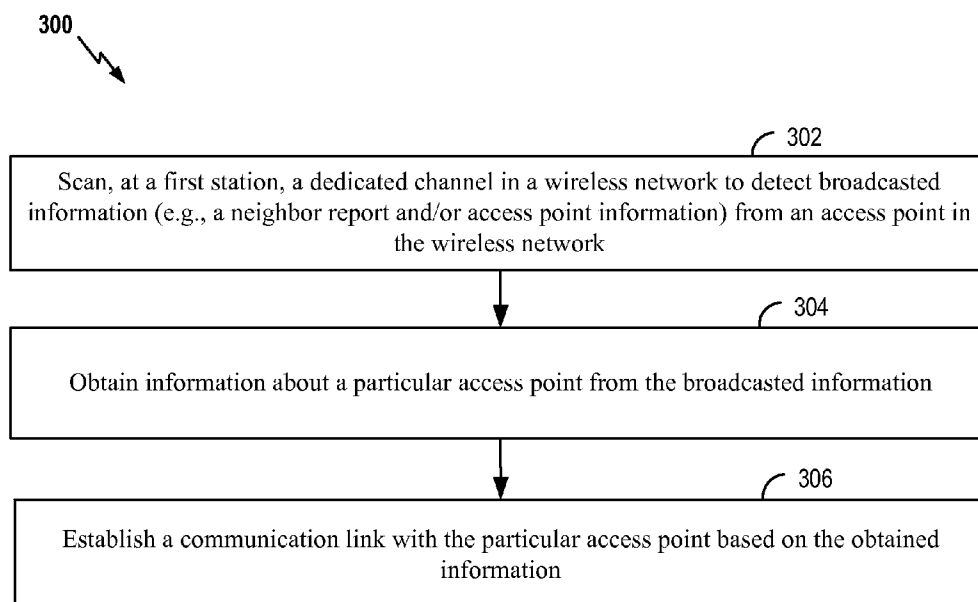 300
302
Scan, at a first station, a dedicated channel in a wireless network to detect broadcasted
information (e.g., a neighbor report and/or access point information) from an access point in
the wireless network
304
Obtain information about a particular access point from the broadcasted information
306
Establish a communication link with the particular access point based on the obtained
information